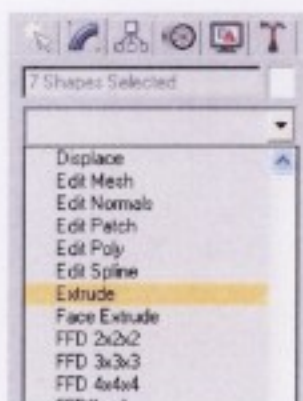 7 Shapes Selected
Displace
Edit Mesh
Edit Normals
Edit Patch
Edit Poly
Edit Spline
Extrude
Face Extrude
FFD 2x2x2
FFD 3x3x3
FFD 4x4x4